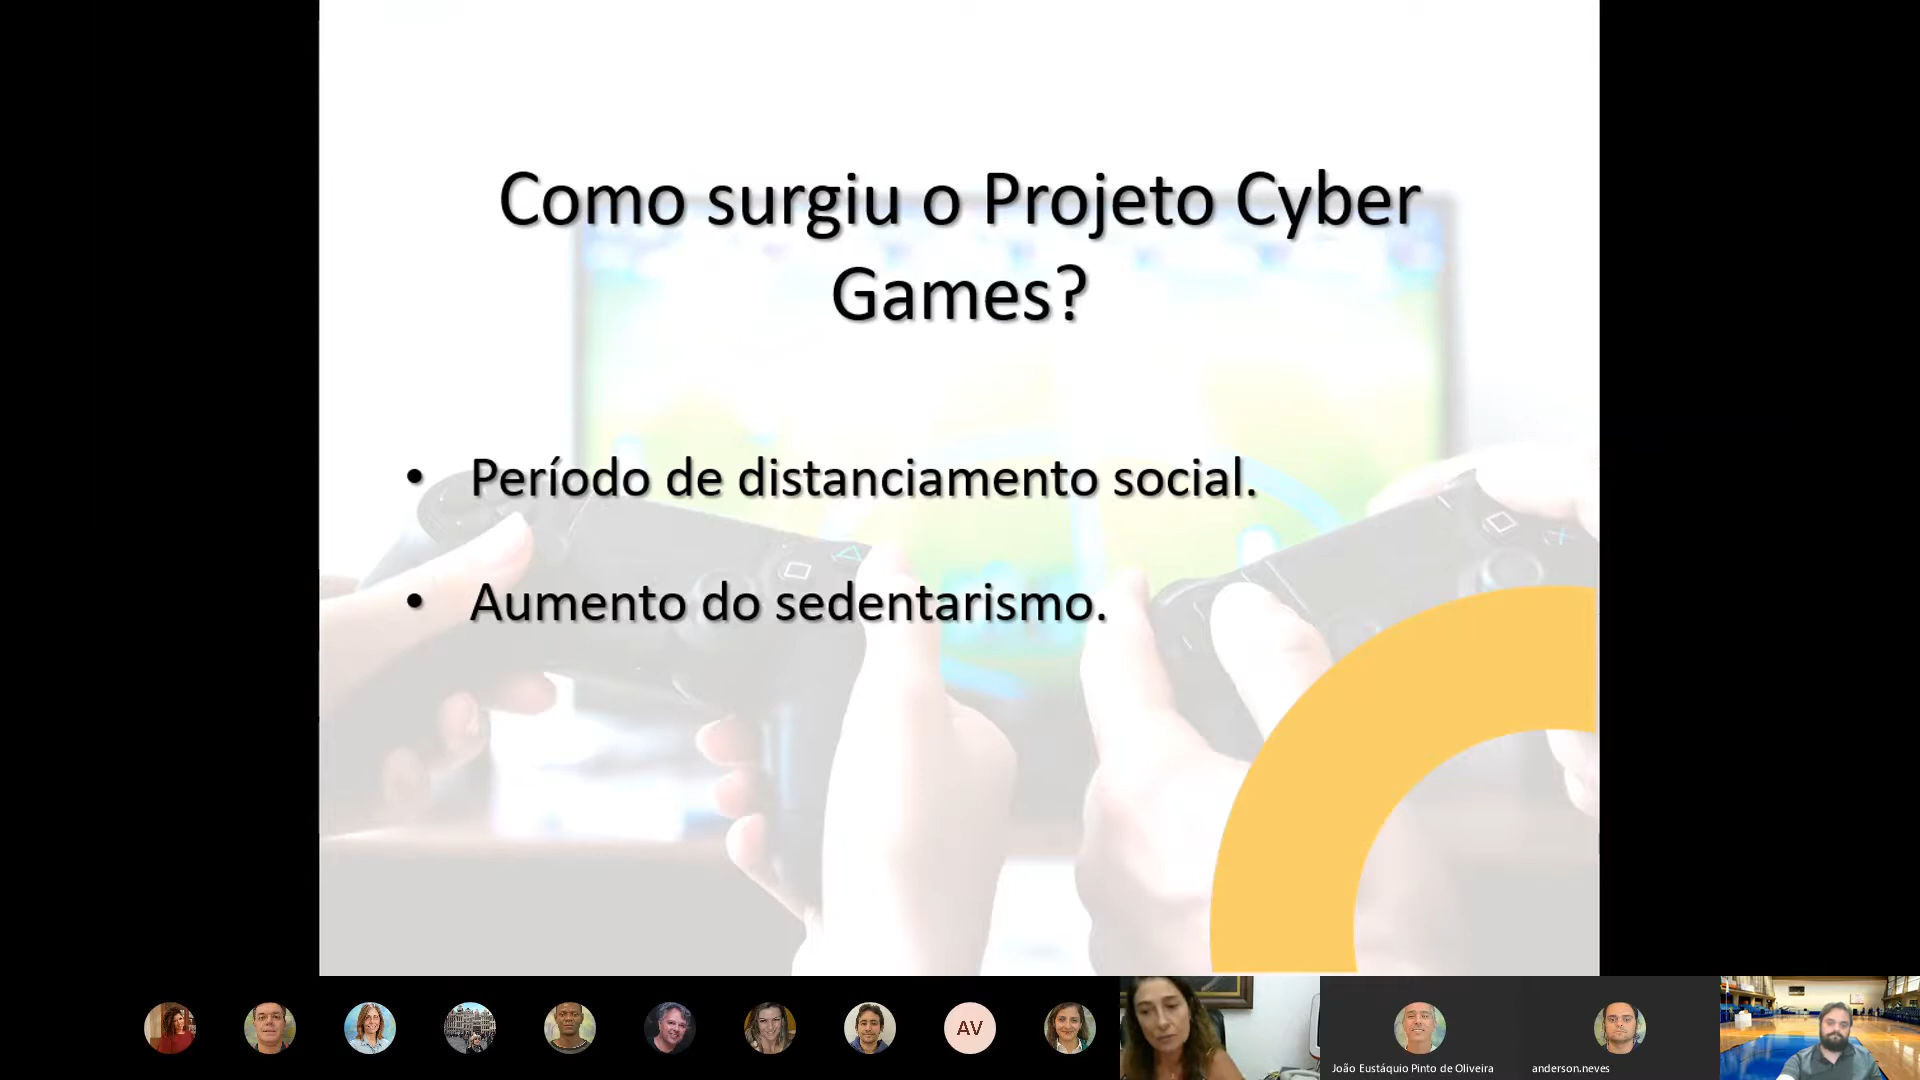 Como surgiu o Projeto Cyber
Games?
• Período de distanciamento social.
• Aumento do sedentarismo.
AV
João Eustáquio Pinto de Oliveira
anderson.neves